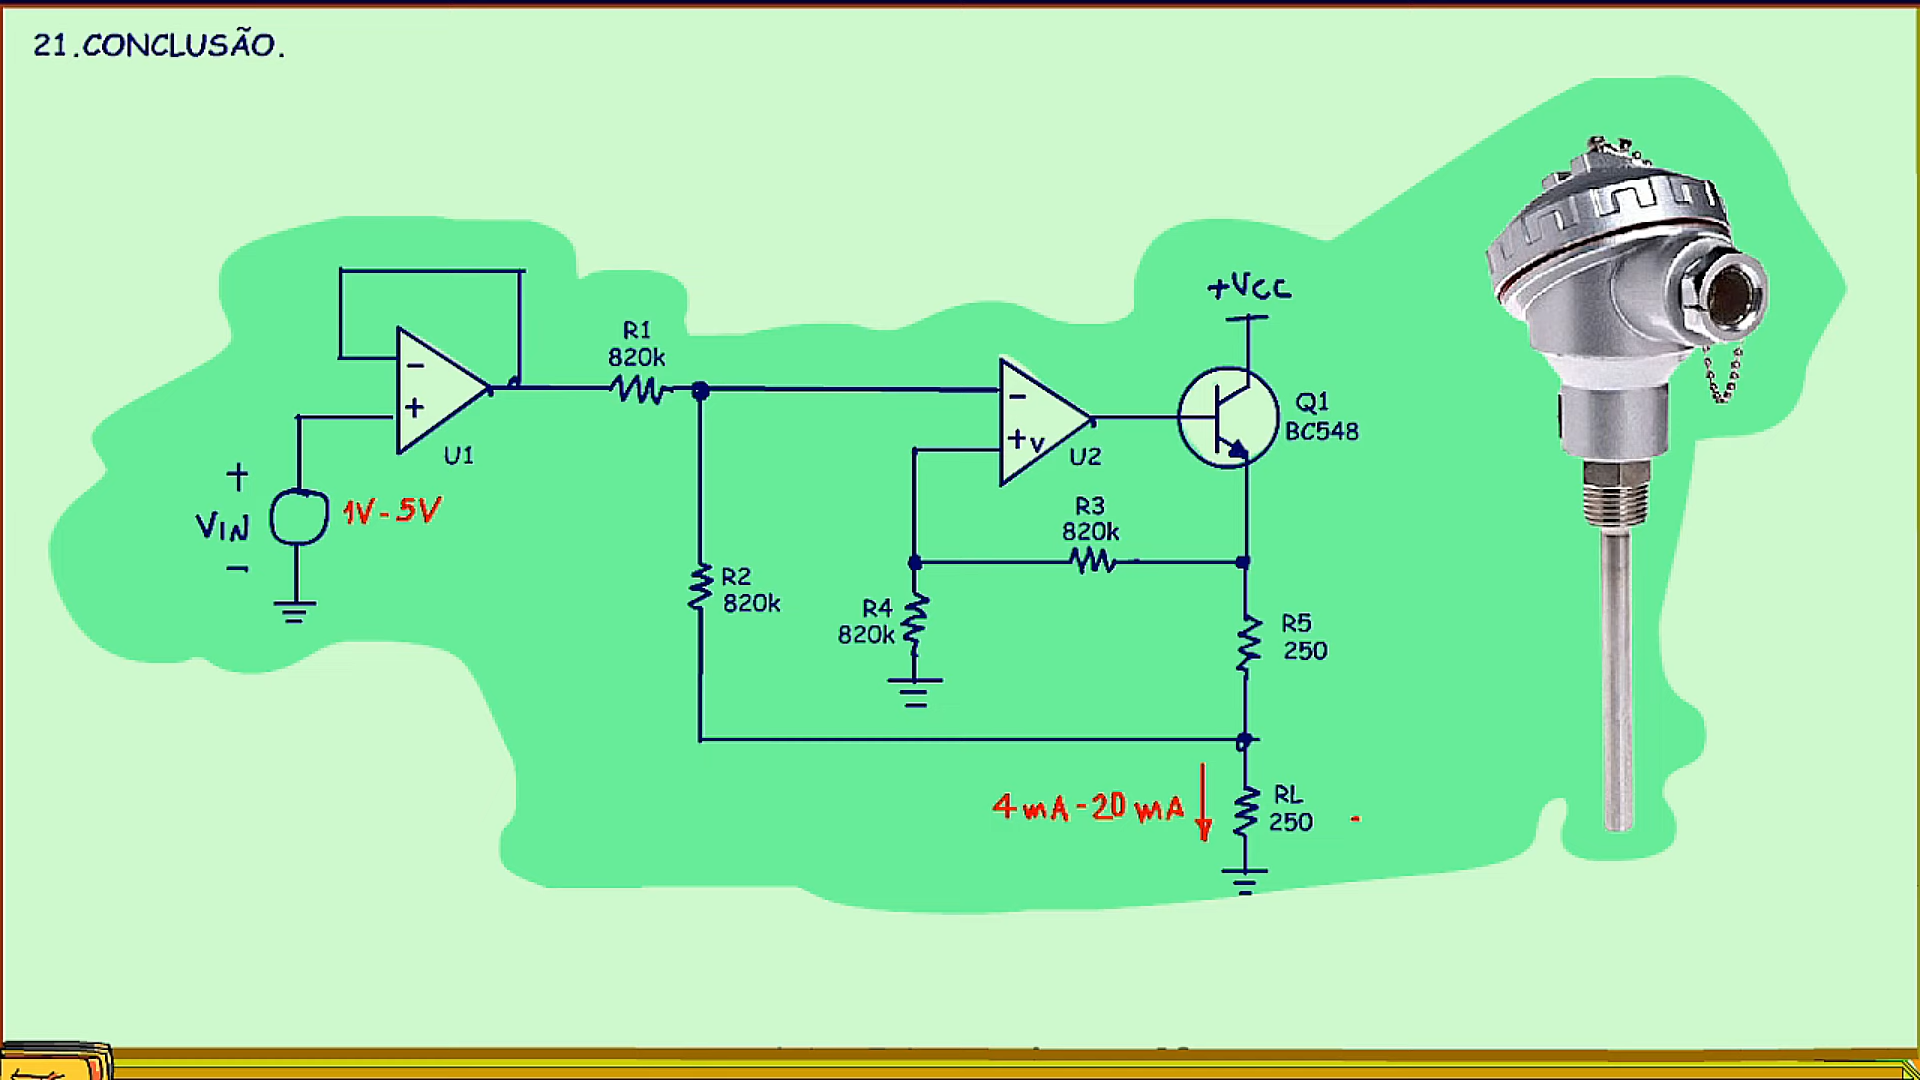 21.CONCLUSÃO.
+VCC
R1
820k
-
+
U1
-
+v
U2
Q1
BC548
+
VIN
-
1V-5V
R3
820k
R2
820k
R4
820k
R5
250
4mA-20mA
RL
250